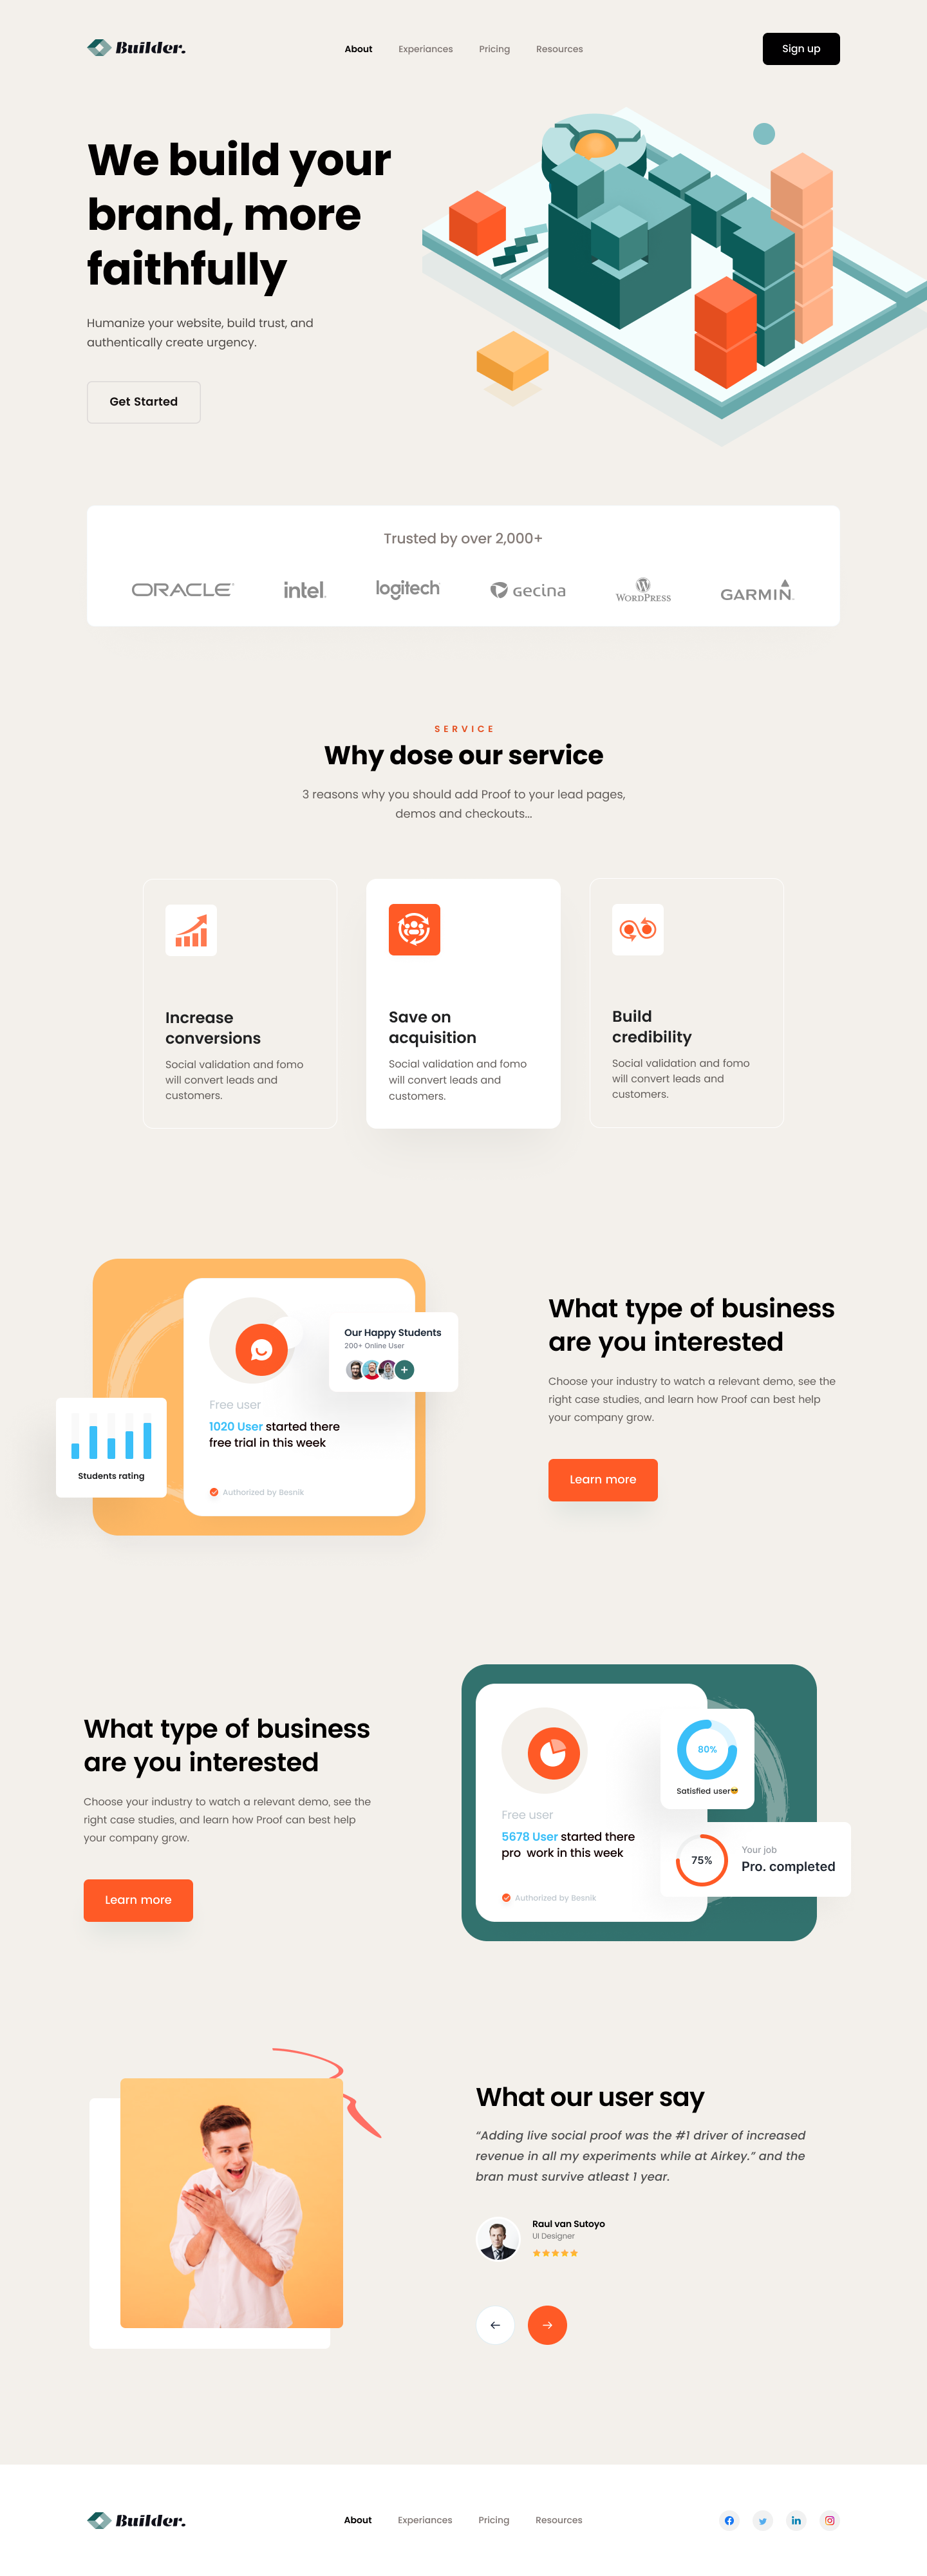 Builder.
About
Experiances
Pricing
Resources
Sign up
We build your
brand, more
faithfully
Humanize your website, build trust, and
authentically create urgency.
Get Started
Trusted by over 2,000+
ORACLE
intel
logitech
gecina
WORDPRESS
GARMIN
SERVICE
Why dose our service
3 reasons why you should add Proof to your lead pages,
demos and checkouts...
Increase
conversions
Social validation and fomo
will convert leads and
customers.
Save on
acquisition
Social validation and fomo
will convert leads and
customers.
Build
credibility
Social validation and fomo
will convert leads and
customers.
Our Happy Students
200+ Online User
Free user
1020 User started there
free trial in this week
Authorized by Besnik
Students rating
What type of business
are you interested
Choose your industry to watch a relevant demo, see the
right case studies, and learn how Proof can best help
your company grow.
Learn more
What type of business
are you interested
Choose your industry to watch a relevant demo, see the
right case studies, and learn how Proof can best help
your company grow.
Learn more
80%
Satisfied user
Free user
5678 User started there
pro work in this week
Authorized by Besnik
75%
Your job
Pro. completed
What our user say
“Adding live social proof was the #1 driver of increased
revenue in all my experiments while at Airkey.” and the
bran must survive atleast 1 year.
Raul van Sutoyo
UI Designer
Builder.
About
Experiances
Pricing
Resources